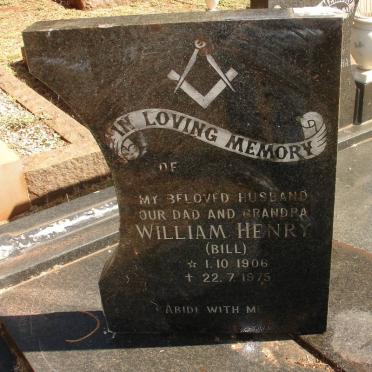 IN LOVING MEMORY
OF
MY BELOVED HUSBAND
OUR DAD AND GRANDPA
WILLIAM HENRY
(BILL)
* 1.10 1906
✝ 22.7.1975
ABIDE WITH M